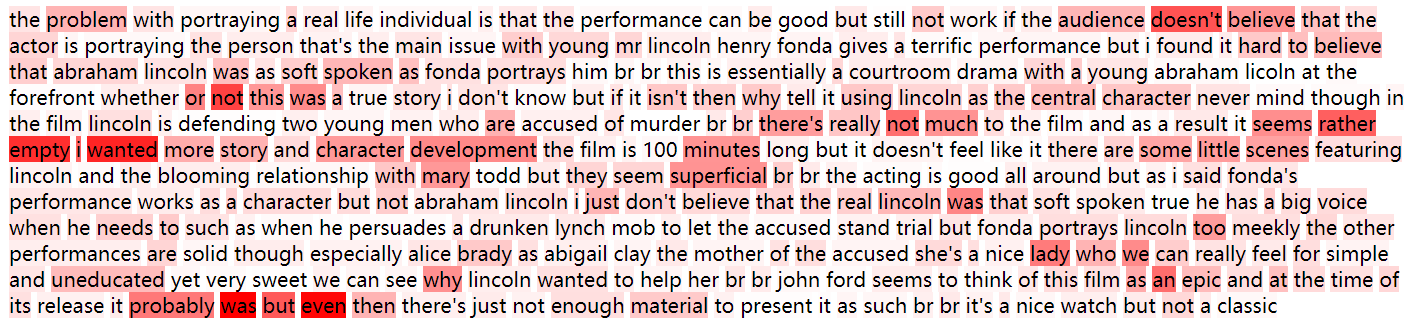 the problem with portraying a real life individual is that the performance can be good but still not work if the audience doesn't believe that the
actor is portraying the person that's the main issue with young mr lincoln henry fonda gives a terrific performance but i found it hard to believe
that abraham lincoln was as soft spoken as fonda portrays him br br this is essentially a courtroom drama with a young abraham licoln at the
forefront whether or not this was a true story i don't know but if it isn't then why tell it using lincoln as the central character never mind though in
the film lincoln is defending two young men who are accused of murder br br there's really not much to the film and as a result it seems rather
empty i wanted more story and character development the film is 100 minutes long but it doesn't feel like it there are some little scenes featuring
lincoln and the blooming relationship with mary todd but they seem superficial br br the acting is good all around but as i said fonda's
performance works as a character but not abraham lincoln i just don't believe that the real lincoln was that soft spoken true he has a big voice
when he needs to such as when he persuades a drunken lynch mob to let the accused stand trial but fonda portrays lincoln too meekly the other
performances are solid though especially alice brady as abigail clay the mother of the accused she's a nice lady who we can really feel for simple
and uneducated yet very sweet we can see why lincoln wanted to help her br br john ford seems to think of this film as an epic and at the time of
its release it probably was but even then there's just not enough material to present it as such br br it's a nice watch but not a classic